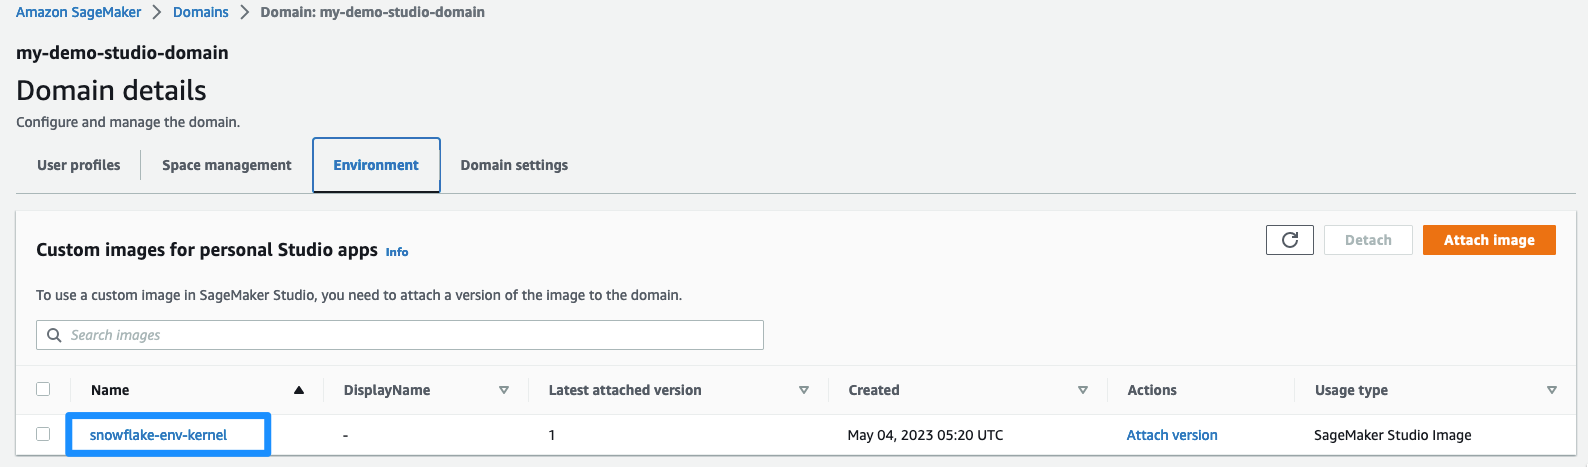 Amazon SageMaker > Domains > Domain: my-demo-studio-domain
my-demo-studio-domain
Domain details
Configure and manage the domain.
User profiles Space management Environment Domain settings
Custom images for personal Studio apps Info
Detach Attach image
To use a custom image in SageMaker Studio, you need to attach a version of the image to the domain.
Search images
Name DisplayName Latest attached version Created Actions Usage type
snowflake-env-kernel - 1 May 04, 2023 05:20 UTC Attach version SageMaker Studio Image